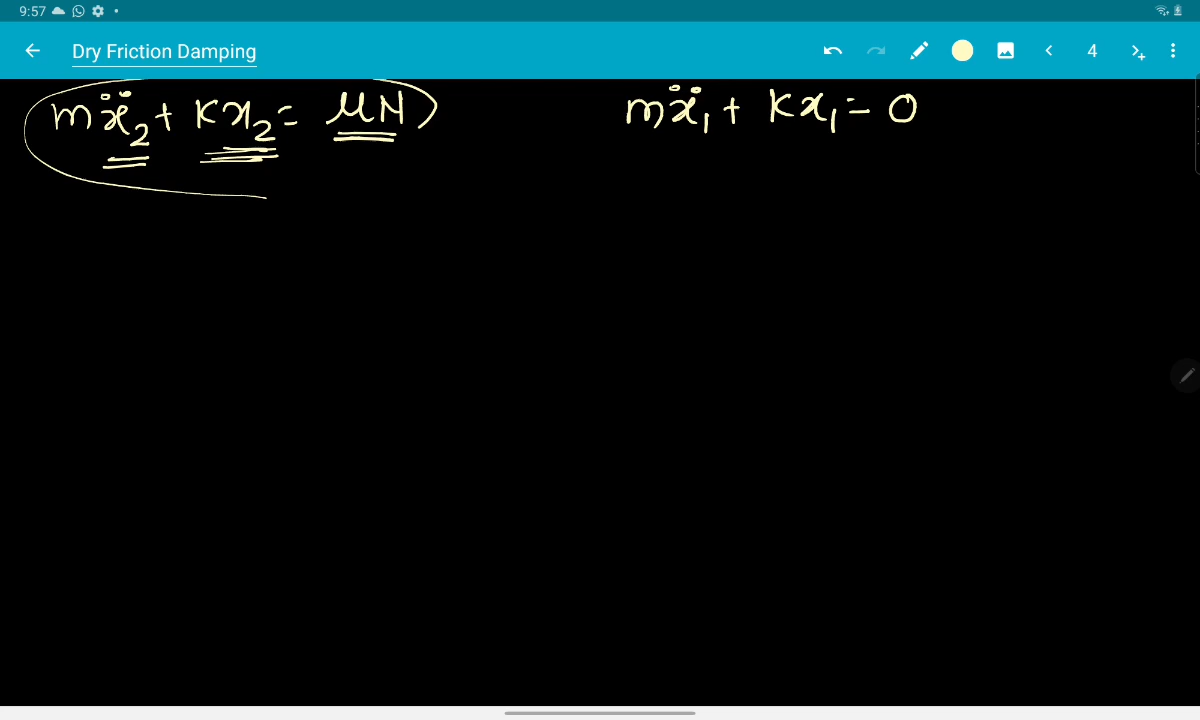 9:57
Dry Friction Damping
4
mẍ₂ + Kx₂ = μN
mẍ₁ + Kx₁ = 0